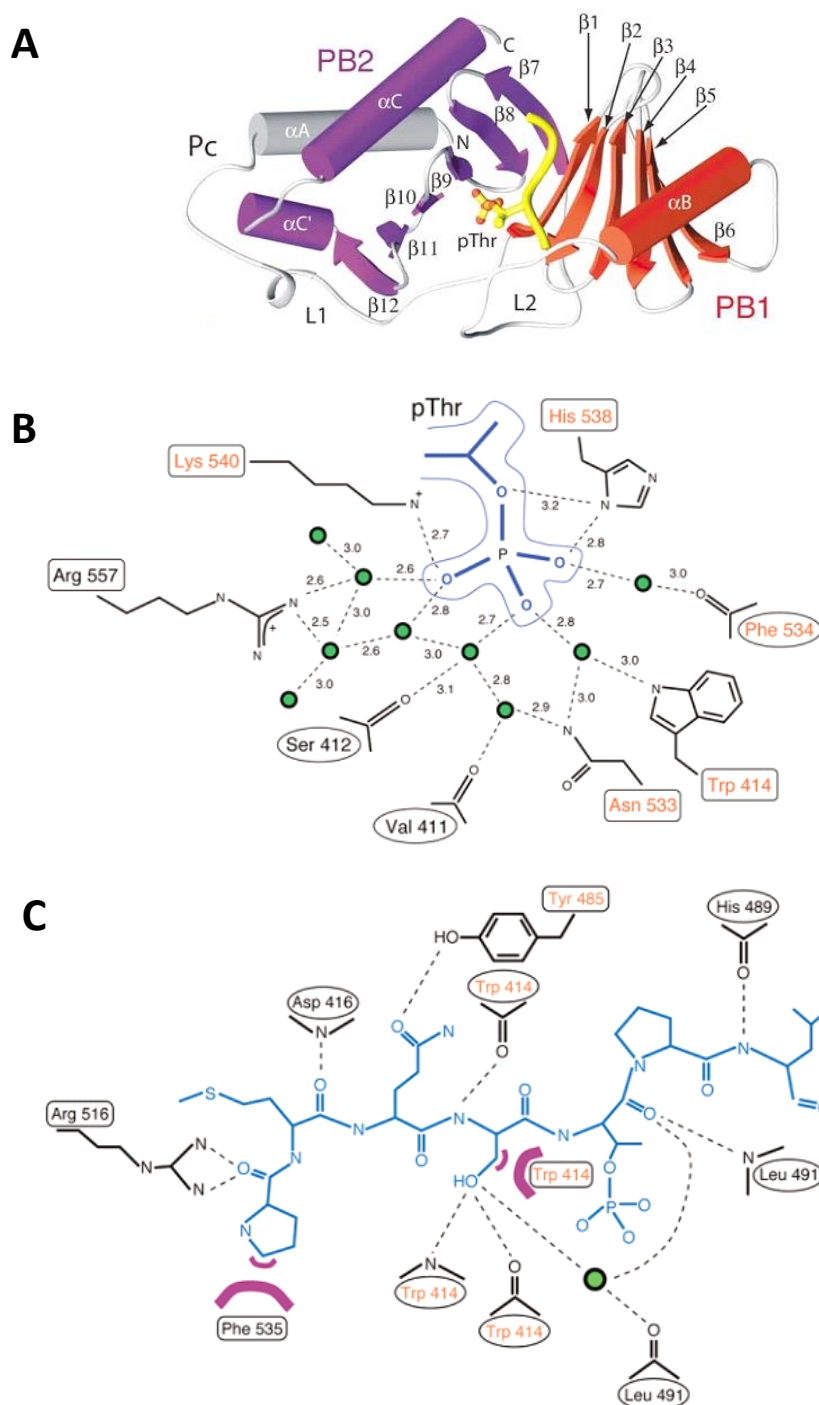 A
PB2
C
β7
β1
β2
β3
β4
β5
αC
αA
β8
N
Pc
β10
β9
αB
αC'
β11
pThr
β6
β12
L1
L2
PB1
B
pThr
His 538
Lys 540
N
+
O
3.2
N
N
2.7
2.8
3.0
P
Arg 557
2.6
2.6
O
O
2.7
3.0
N
N
O
O
2.5
3.0
2.8
2.7
2.8
Phe 534
+
N
2.6
3.0
3.0
3.0
3.1
2.8
N
O
3.0
2.9
N
Ser 412
O
O
Trp 414
Val 411
Asn 533
C
Tyr 485
His 489
HO
Trp 414
Asp 416
O
N
O
N
O
O
N
N
S
O
O
Arg 516
N
N
N
O
O
O
N
O
N
N
O
Trp 414
N
Leu 491
HO
O
N
O
P
O
O
N
O
Phe 535
Trp 414
Trp 414
O
Leu 491